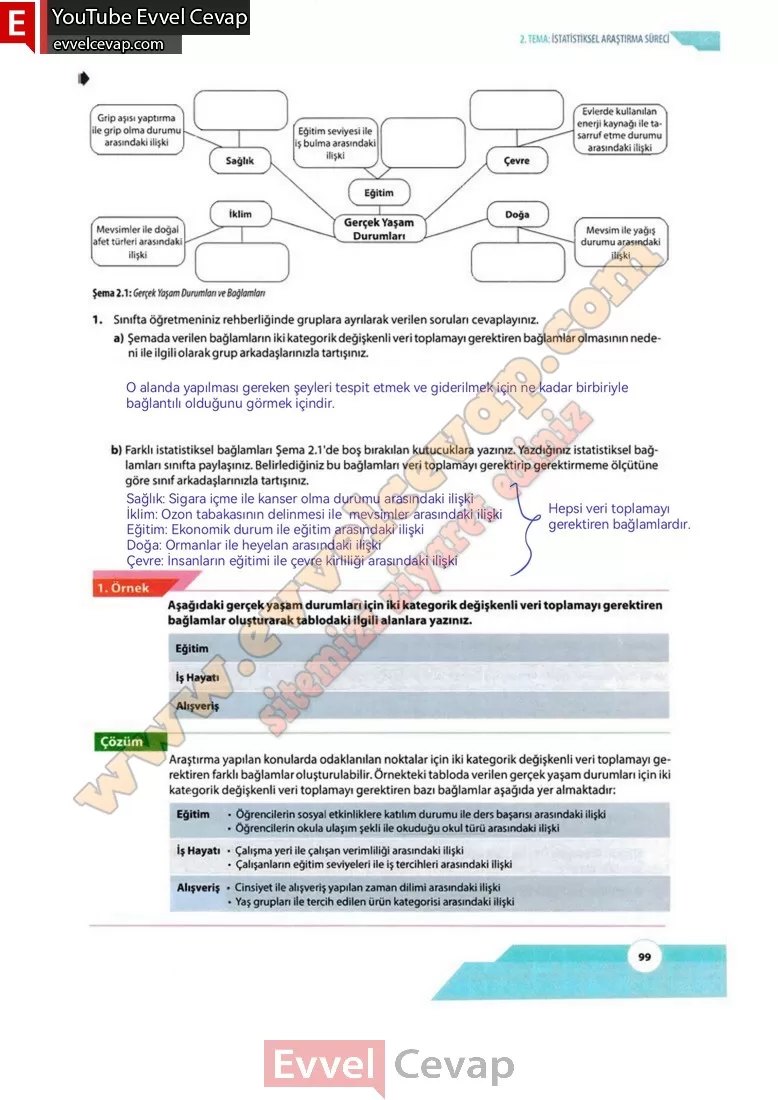 E
YouTube Evvel Cevap
evvelcevap.com
2. TEMA: İSTATİSTİKSEL ARAŞTIRMA SÜRECİ
Grip aşısı yaptırma
ile grip olma durumu
arasındaki ilişki
Sağlık
Eğitim seviyesi ile
iş bulma arasındaki
ilişki
Eğitim
Çevre
Evlerde kullanılan
enerji kaynağı ile ta-
sarruf etme durumu
arasındaki ilişki
Mevsimler ile doğal
afet türleri arasındaki
ilişki
İklim
Gerçek Yaşam
Durumları
Doğa
Mevsim ile yağış
durumu arasındaki
ilişki
Şema 2.1: Gerçek Yaşam Durumları ve Bağlamları
1. Sınıfta öğretmeniniz rehberliğinde gruplara ayrılarak verilen soruları cevaplayınız.
a) Şemada verilen bağlamların iki kategorik değişkenli veri toplamayı gerektiren bağlamlar olmasının nede-
ni ile ilgili olarak grup arkadaşlarınızla tartışınız.
O alanda yapılması gereken şeyleri tespit etmek ve giderilmek için ne kadar birbiriyle
bağlantılı olduğunu görmek içindir.
b) Farklı istatistiksel bağlamları Şema 2.1'de boş bırakılan kutucuklara yazınız. Yazdığınız istatistiksel bağ-
lamları sınıfta paylaşınız. Belirlediğiniz bu bağlamları veri toplamayı gerektirip gerektirmeme ölçütüne
göre sınıf arkadaşlarınızla tartışınız.
Sağlık: Sigara içme ile kanser olma durumu arasındaki ilişki
İklim: Ozon tabakasının delinmesi ile mevsimler arasındaki ilişki
Eğitim: Ekonomik durum ile eğitim arasındaki ilişki
Doğa: Ormanlar ile heyelan arasındaki ilişki
Çevre: İnsanların eğitimi ile çevre kirliliği arasındaki ilişki
Hepsi veri toplamayı
gerektiren bağlamlardır.
1. Örnek
Aşağıdaki gerçek yaşam durumları için iki kategorik değişkenli veri toplamayı gerektiren
bağlamlar oluşturarak tablodaki ilgili alanlara yazınız.
Eğitim
İş Hayatı
Alışveriş
Çözüm
Araştırma yapılan konularda odaklanılan noktalar için iki kategorik değişkenli veri toplamayı ge-
rektiren farklı bağlamlar oluşturulabilir. Örnekteki tabloda verilen gerçek yaşam durumları için iki
kategorik değişkenli veri toplamayı gerektiren bazı bağlamlar aşağıda yer almaktadır:
Eğitim • Öğrencilerin sosyal etkinliklere katılım durumu ile ders başarısı arasındaki ilişki
• Öğrencilerin okula ulaşım şekli ile okuduğu okul türü arasındaki ilişki
İş Hayatı • Çalışma yeri ile çalışan verimliliği arasındaki ilişki
• Çalışanların eğitim seviyeleri ile iş tercihleri arasındaki ilişki
Alışveriş • Cinsiyet ile alışveriş yapılan zaman dilimi arasındaki ilişki
• Yaş grupları ile tercih edilen ürün kategorisi arasındaki ilişki
www.evvelcevap.com
sitemizi ziyaret ediniz
99
Evvel Cevap